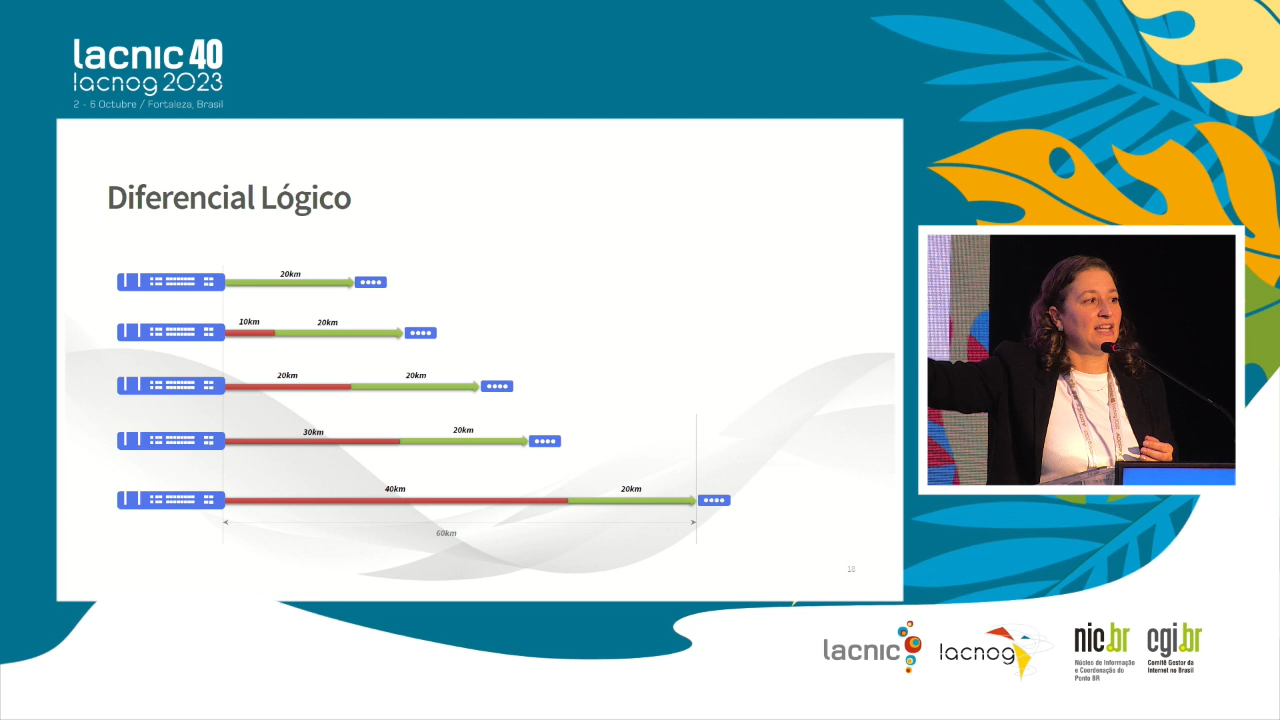 lacnic 40
lacnog 2023
2 - 6 Octubre / Fortaleza, Brasil
Diferencial Lógico
20km
10km 20km
20km 20km
30km 20km
40km 20km
60km
18
lacnic
lacnog
nic.br
Núcleo de Informação
e Coordenação do
Ponto BR
cgi.br
Comitê Gestor da
Internet no Brasil